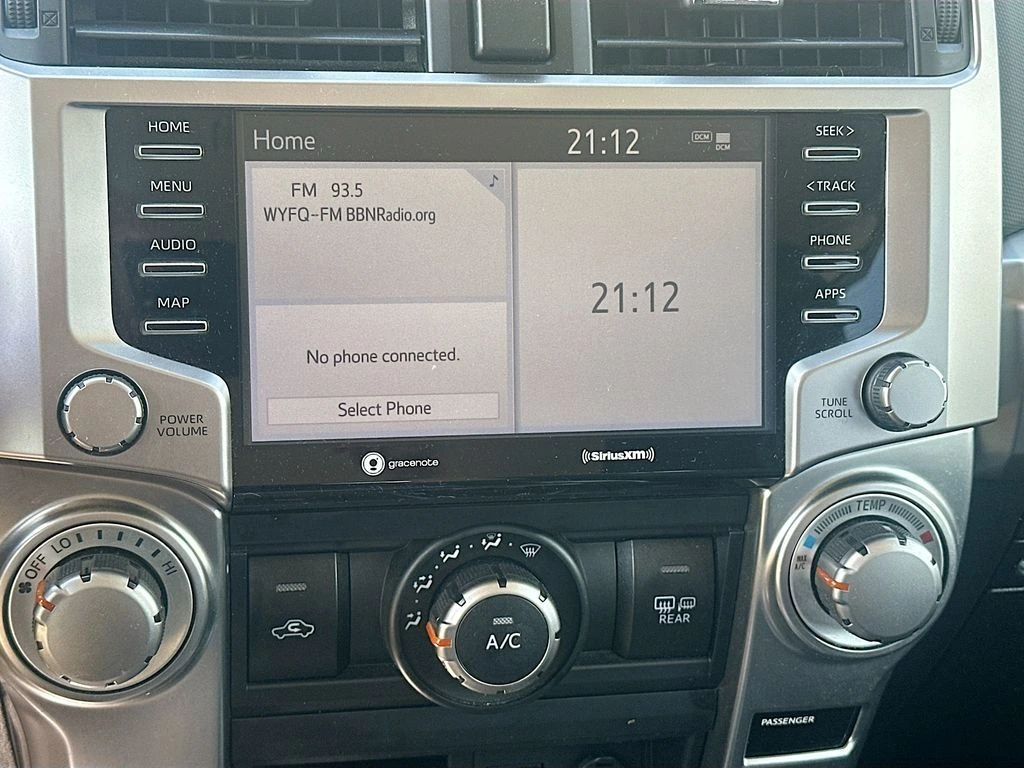 HOME
MENU
AUDIO
MAP
POWER
VOLUME
Home
21:12
DCM
DCM
FM 93.5
WYFQ-FM BBNRadio.org
No phone connected.
Select Phone
21:12
gracenote
((SiriusXM))
SEEK>
<TRACK
PHONE
APPS
TUNE
SCROLL
OFF LO HI
A/C
REAR
TEMP
MAX
A/C
PASSENGER